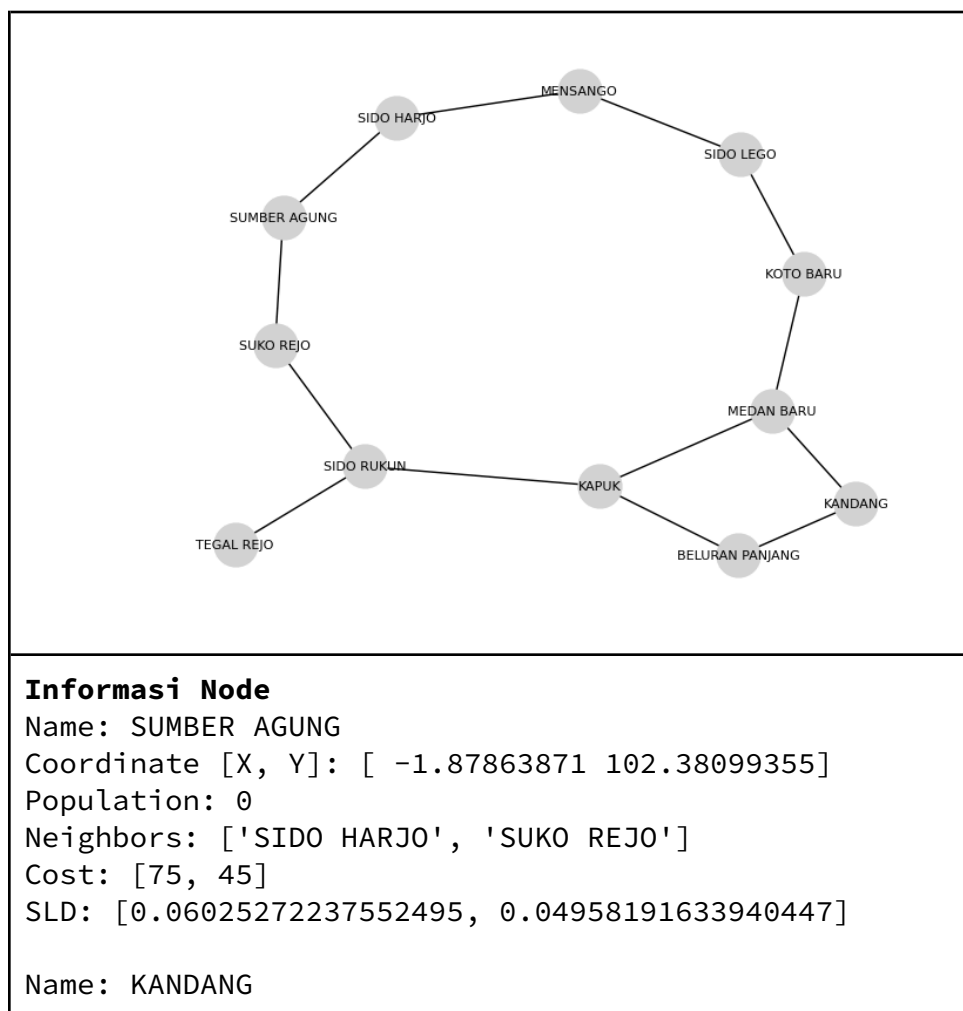 MENSANGO
SIDO HARJO
SIDO LEGO
SUMBER AGUNG
KOTO BARU
SUKO REJO
MEDAN BARU
SIDO RUKUN
KAPUK
KANDANG
TEGAL REJO
BELURAN PANJANG
Informasi Node
Name: SUMBER AGUNG
Coordinate [X, Y]: [ -1.87863871 102.38099355]
Population: 0
Neighbors: ['SIDO HARJO', 'SUKO REJO']
Cost: [75, 45]
SLD: [0.06025272237552495, 0.04958191633940447]
Name: KANDANG